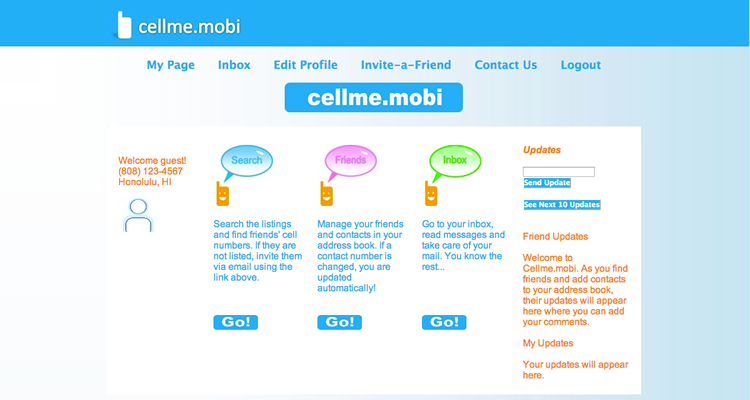 cellme.mobi
My Page Inbox Edit Profile Invite-a-Friend Contact Us Logout
cellme.mobi
Welcome guest!
(808) 123-4567
Honolulu, HI
Search
Search the listings
and find friends' cell
numbers. If they are
not listed, invite them
via email using the
link above.
Go!
Friends
Manage your friends
and contacts in your
address book. If a
contact number is
changed, you are
updated
automatically!
Go!
Inbox
Go to your inbox,
read messages and
take care of your
mail. You know the
rest...
Go!
Updates
Send Update
See Next 10 Updates
Friend Updates
Welcome to
Cellme.mobi. As you find
friends and add contacts
to your address book,
their updates will appear
here where you can add
your comments.
My Updates
Your updates will appear
here.